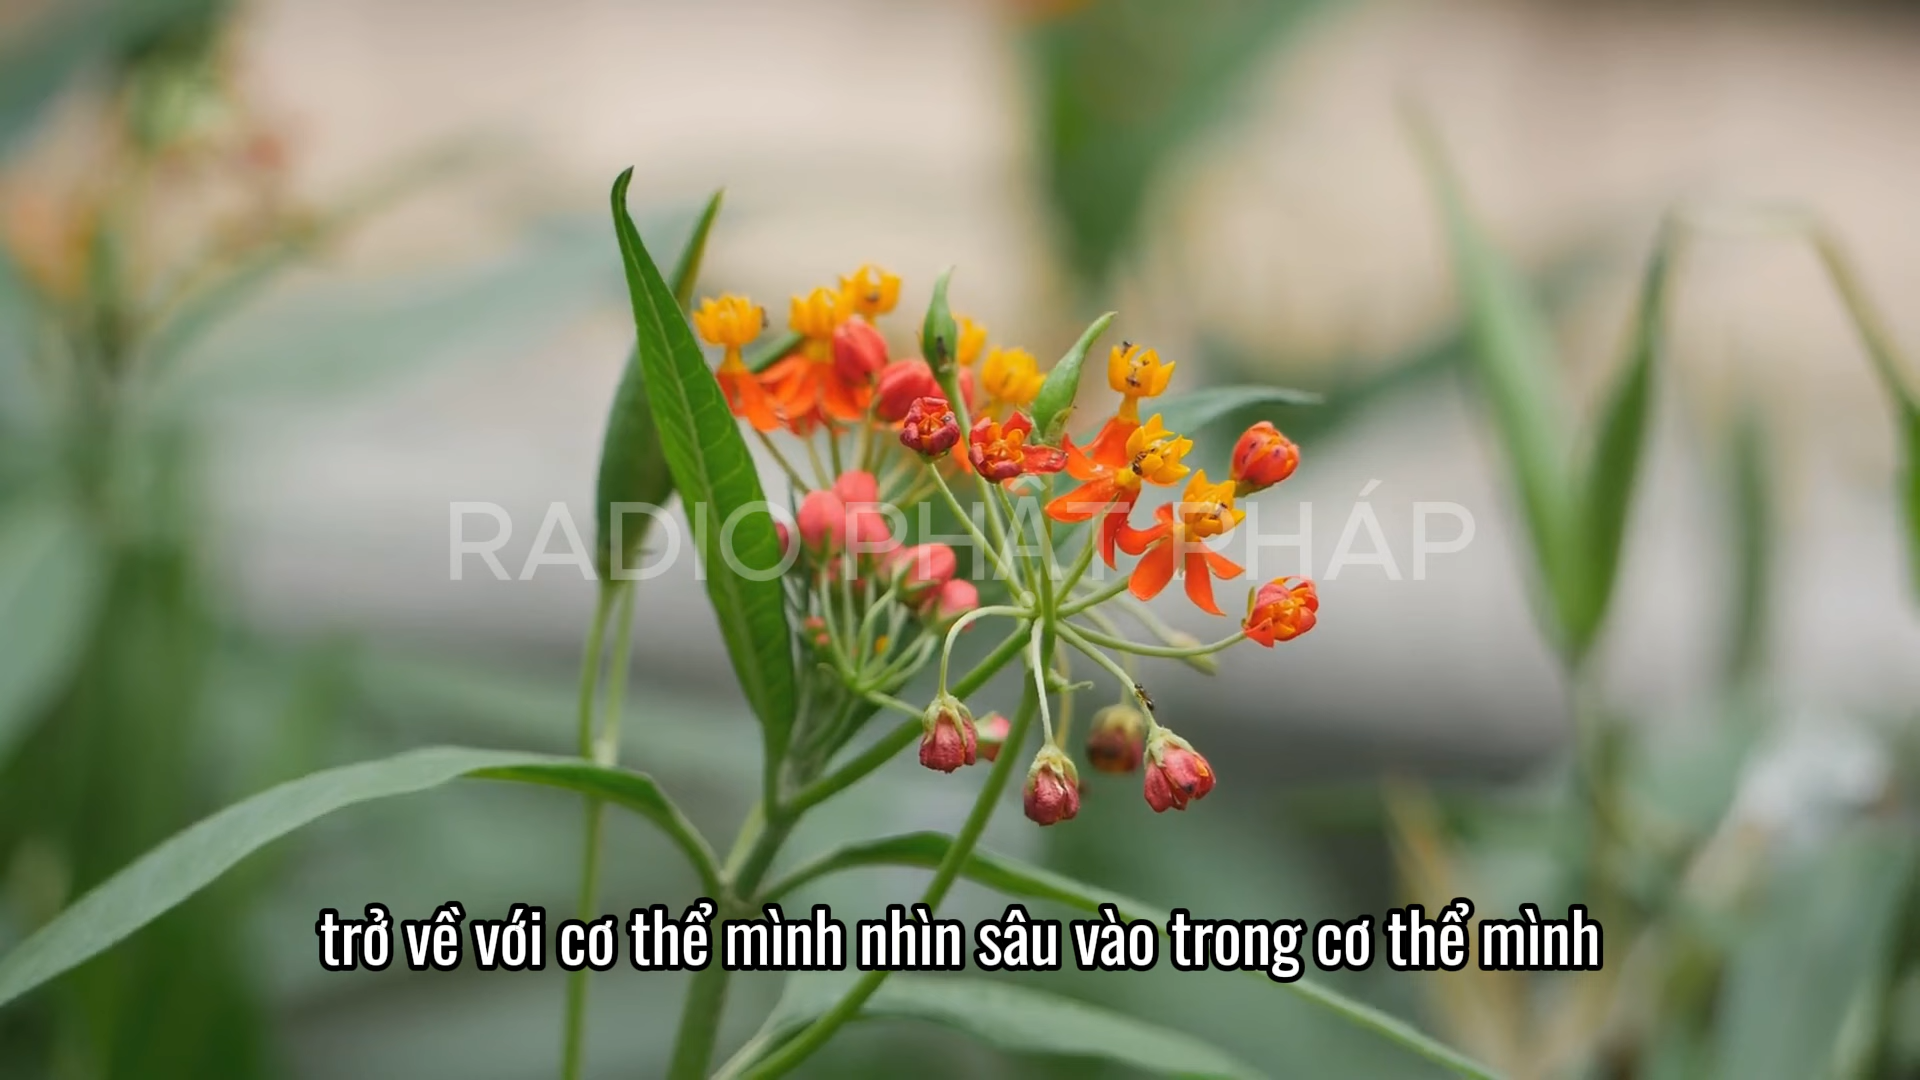 RADIO PHẬT PHÁP
trở về với cơ thể mình nhìn sâu vào trong cơ thể mình